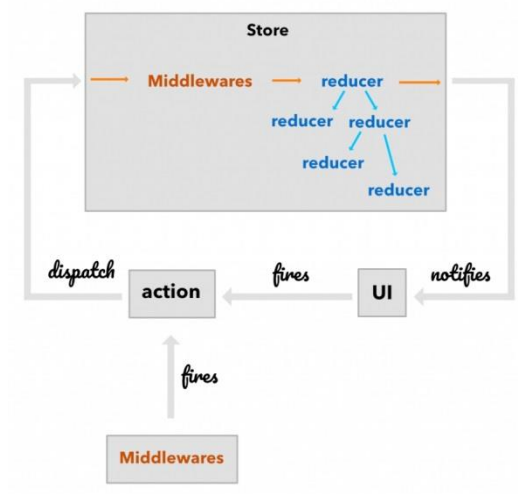 Store
Middlewares
reducer
reducer
reducer
reducer
reducer
dispatch
fires
notifies
action
UI
fires
Middlewares